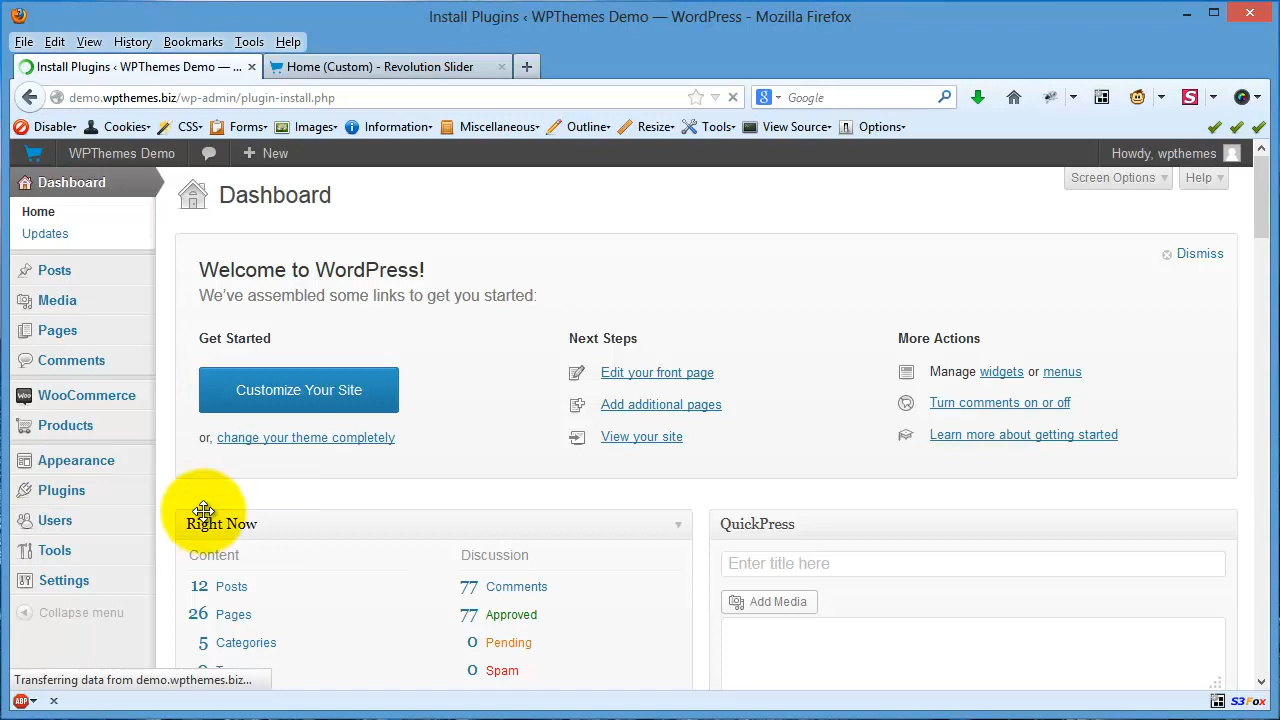 Install Plugins ‹ WPThemes Demo — WordPress - Mozilla Firefox
File Edit View History Bookmarks Tools Help
Install Plugins ‹ WPThemes Demo — ... × Home (Custom) - Revolution Slider × +
demo.wpthemes.biz/wp-admin/plugin-install.php Google
Disable Cookies CSS Forms Images Information Miscellaneous Outline Resize Tools View Source Options
WPThemes Demo + New Howdy, wpthemes
Dashboard
Home
Updates
Posts
Media
Pages
Comments
WooCommerce
Products
Appearance
Plugins
Users
Tools
Settings
Collapse menu
Screen Options Help
Dashboard
Dismiss
Welcome to WordPress!
We've assembled some links to get you started:
Get Started
Customize Your Site
or, change your theme completely
Next Steps
Edit your front page
Add additional pages
View your site
More Actions
Manage widgets or menus
Turn comments on or off
Learn more about getting started
Right Now
Content
12 Posts
26 Pages
5 Categories
Discussion
77 Comments
77 Approved
0 Pending
0 Spam
QuickPress
Enter title here
Add Media
Transferring data from demo.wpthemes.biz...
ABP S3Fox